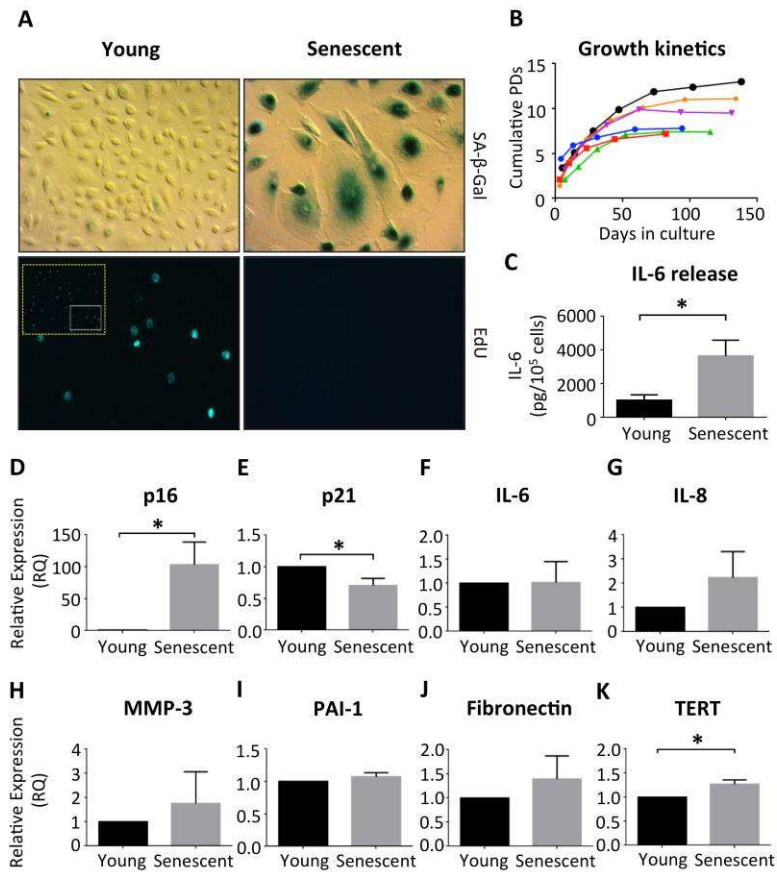 A
Young Senescent
SA-β-Gal
EdU
B
Growth kinetics
Cumulative PDs
15
10
5
0
0 50 100 150
Days in culture
C
IL-6 release
*
IL-6
(pg/10⁵ cells)
6000
4000
2000
0
Young Senescent
D
p16
Relative Expression
(RQ)
*
150
100
50
0
Young Senescent
E
p21
*
1.5
1.0
0.5
0.0
Young Senescent
F
IL-6
2.0
1.5
1.0
0.5
0.0
Young Senescent
G
IL-8
4
3
2
1
0
Young Senescent
H
MMP-3
Relative Expression
(RQ)
4
3
2
1
0
Young Senescent
I
PAI-1
1.5
1.0
0.5
0.0
Young Senescent
J
Fibronectin
2.0
1.5
1.0
0.5
0.0
Young Senescent
K
TERT
*
2.0
1.5
1.0
0.5
0.0
Young Senescent